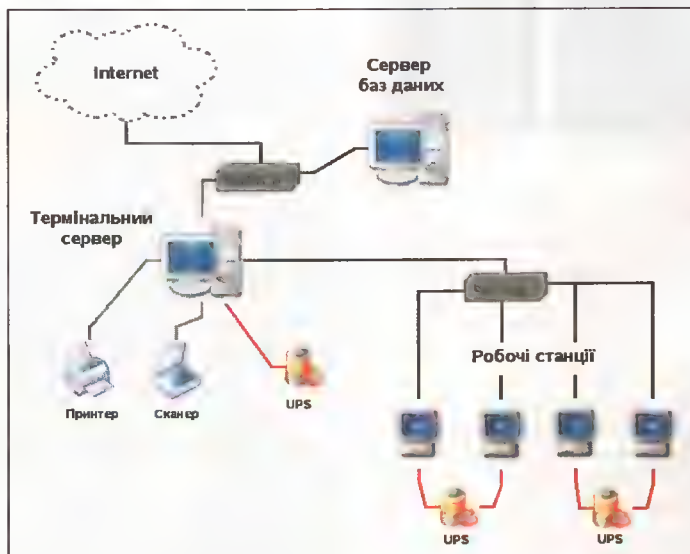 Internet
Сервер
баз даних
Термінальний
сервер
Робочі станції
Принтер
Сканер
UPS
UPS
UPS